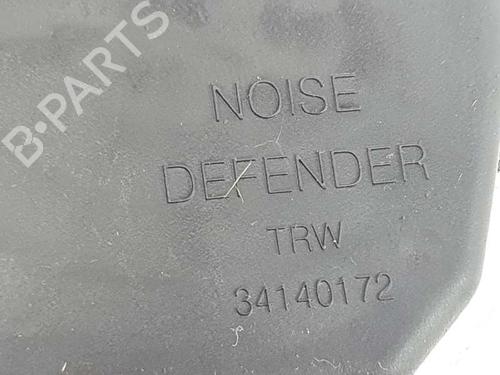 B-PARTS
NOISE
DEFENDER
TRW
34140172